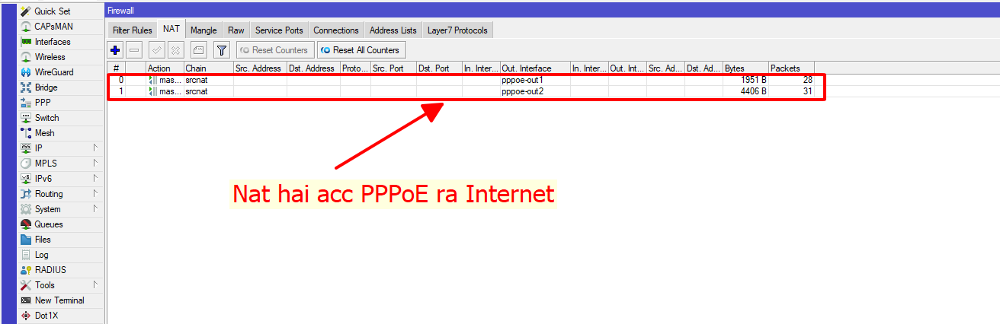 Quick Set
CAPsMAN
Interfaces
Wireless
WireGuard
Bridge
PPP
Switch
Mesh
IP
MPLS
IPv6
Routing
System
Queues
Files
Log
RADIUS
Tools
New Terminal
Dot1X
Firewall
Filter Rules NAT Mangle Raw Service Ports Connections Address Lists Layer7 Protocols
Reset Counters Reset All Counters
# Action Chain Src. Address Dst. Address Proto... Src. Port Dst. Port In. Inter... Out. Interface In. Inter... Out. Int... Src. Ad... Dst. Ad... Bytes Packets
0 mas... srcnat pppoe-out1 1951 B 28
1 mas... srcnat pppoe-out2 4406 B 31
Nat hai acc PPPoE ra Internet